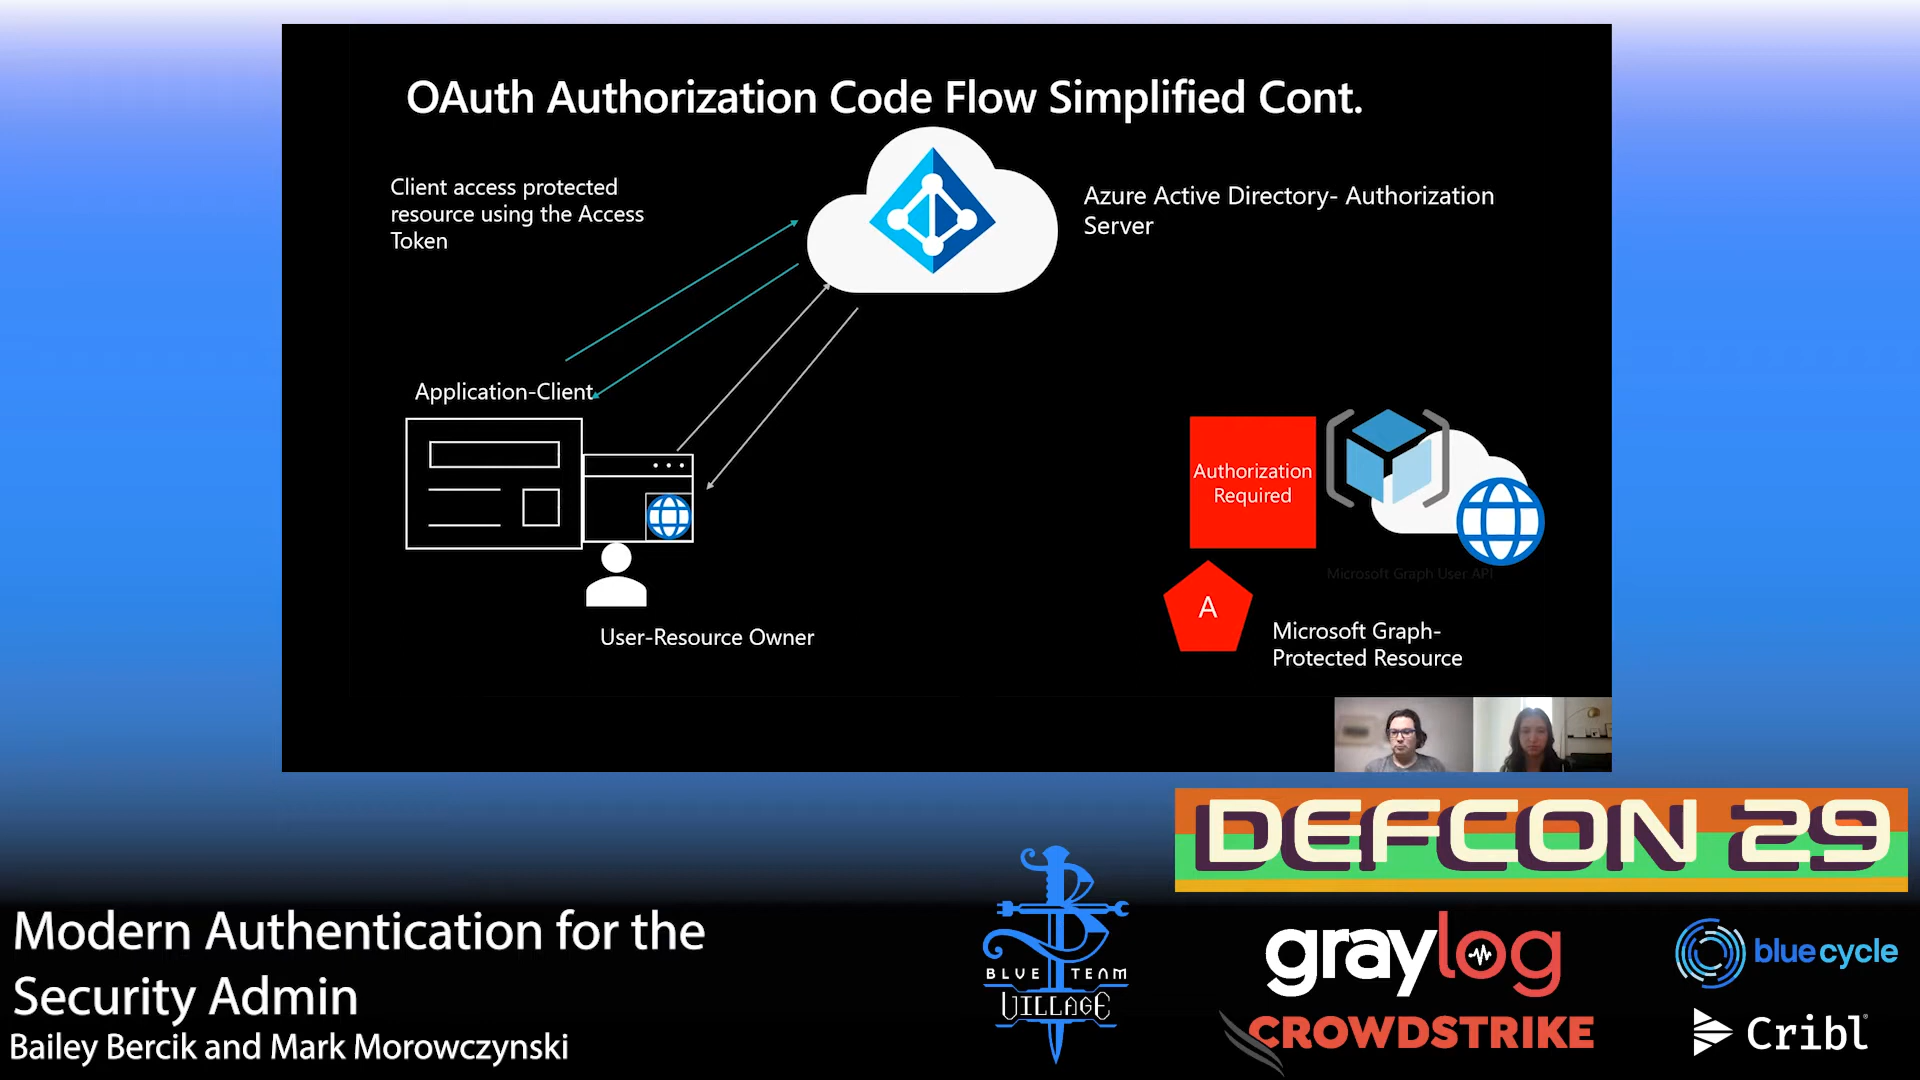 OAuth Authorization Code Flow Simplified Cont.
Client access protected
resource using the Access
Token
Azure Active Directory- Authorization
Server
Application-Client
Authorization
Required
Microsoft Graph User API
A
User-Resource Owner
Microsoft Graph-
Protected Resource
DEFCON 29
Modern Authentication for the
Security Admin
Bailey Bercik and Mark Morowczynski
BLUE TEAM
VILLAGE
graylog
blue cycle
CROWDSTRIKE
Cribl